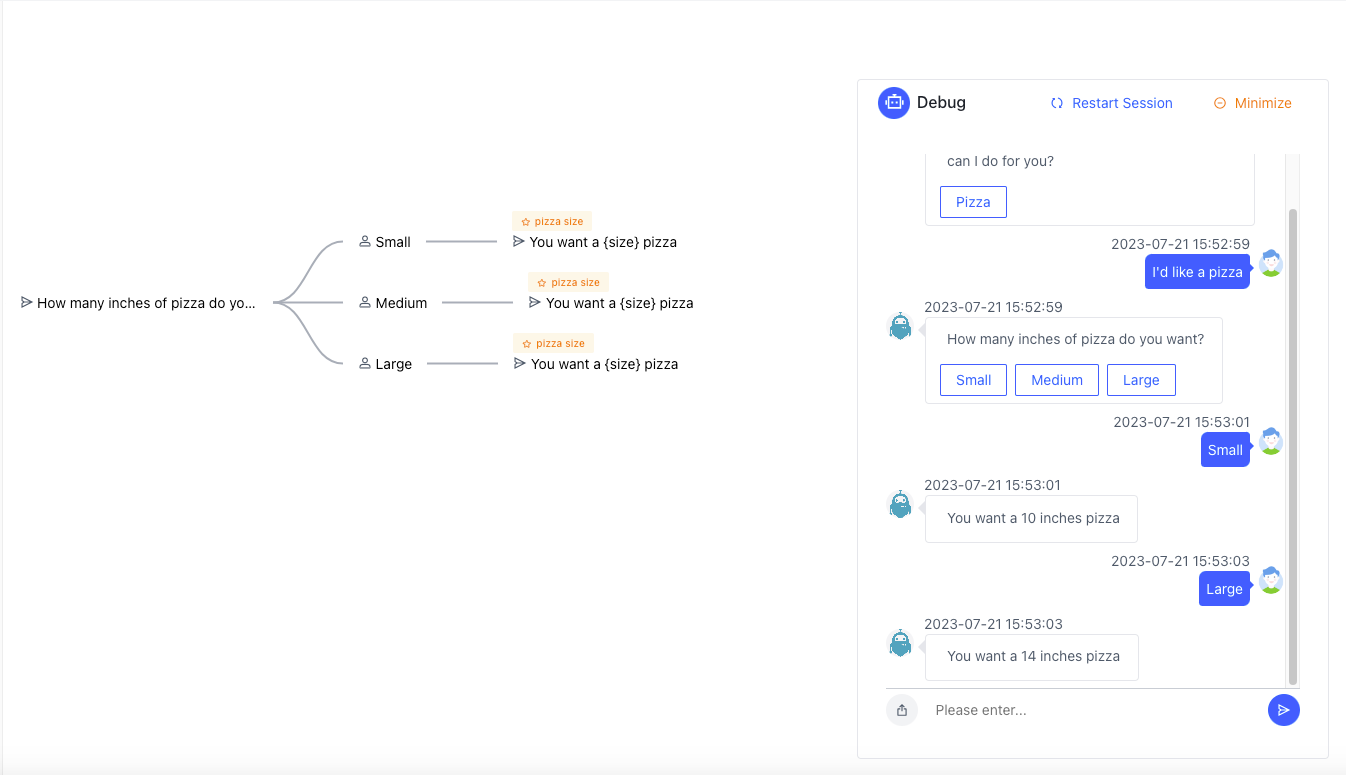 How many inches of pizza do yo...
Small
pizza size
You want a {size} pizza
Medium
pizza size
You want a {size} pizza
Large
pizza size
You want a {size} pizza
Debug
Restart Session
Minimize
can I do for you?
Pizza
2023-07-21 15:52:59
I'd like a pizza
2023-07-21 15:52:59
How many inches of pizza do you want?
Small Medium Large
2023-07-21 15:53:01
Small
2023-07-21 15:53:01
You want a 10 inches pizza
2023-07-21 15:53:03
Large
2023-07-21 15:53:03
You want a 14 inches pizza
Please enter...